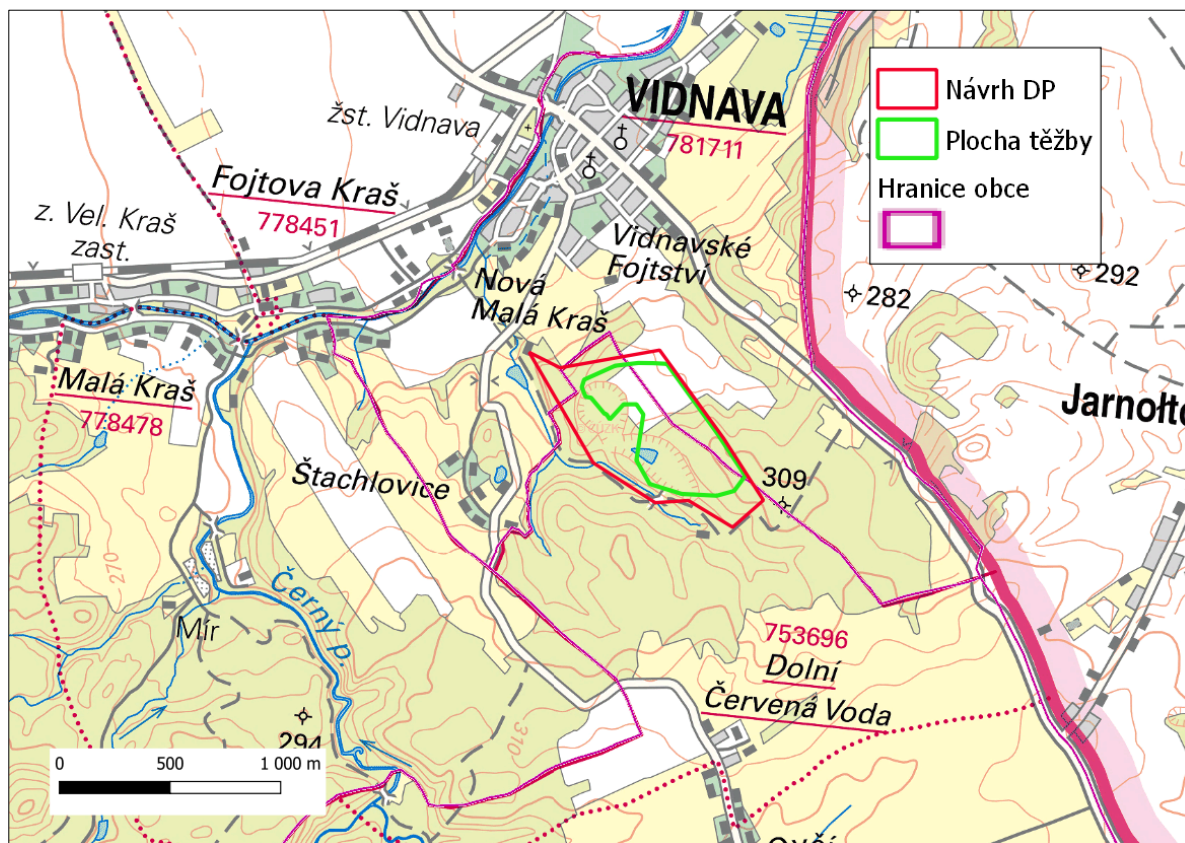 VIDNAVA
781711
žst. Vidnava
Fojtova Kraš
778451
z. Vel. Kraš
zast.
Vidnavské
Fojtství
Nová
Malá Kraš
Malá Kraš
778478
Štachlovice
282
292
309
Jarnołto
270
Mír
Černý p.
294
310
753696
Dolní
Červená Voda
Návrh DP
Plocha těžby
Hranice obce
0 500 1 000 m